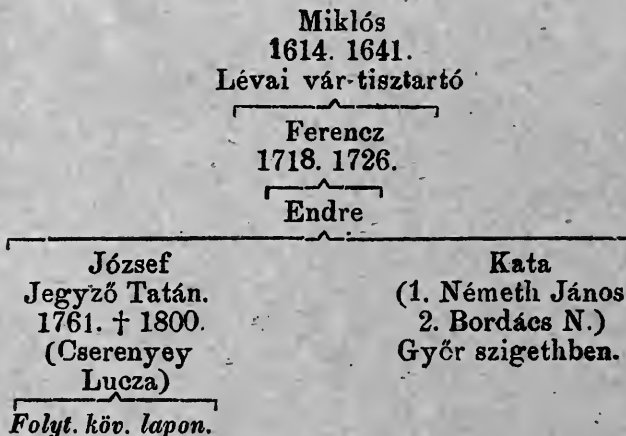 Miklós
1614. 1641.
Lévai vár-tisztartó
Ferencz
1718. 1726.
Endre
József
Jegyző Tatán.
1761. † 1800.
(Cserenyey
Lucza)
Folyt. köv. lapon.
Kata
(1. Németh János
2. Bordács N.)
Győr szigethben.